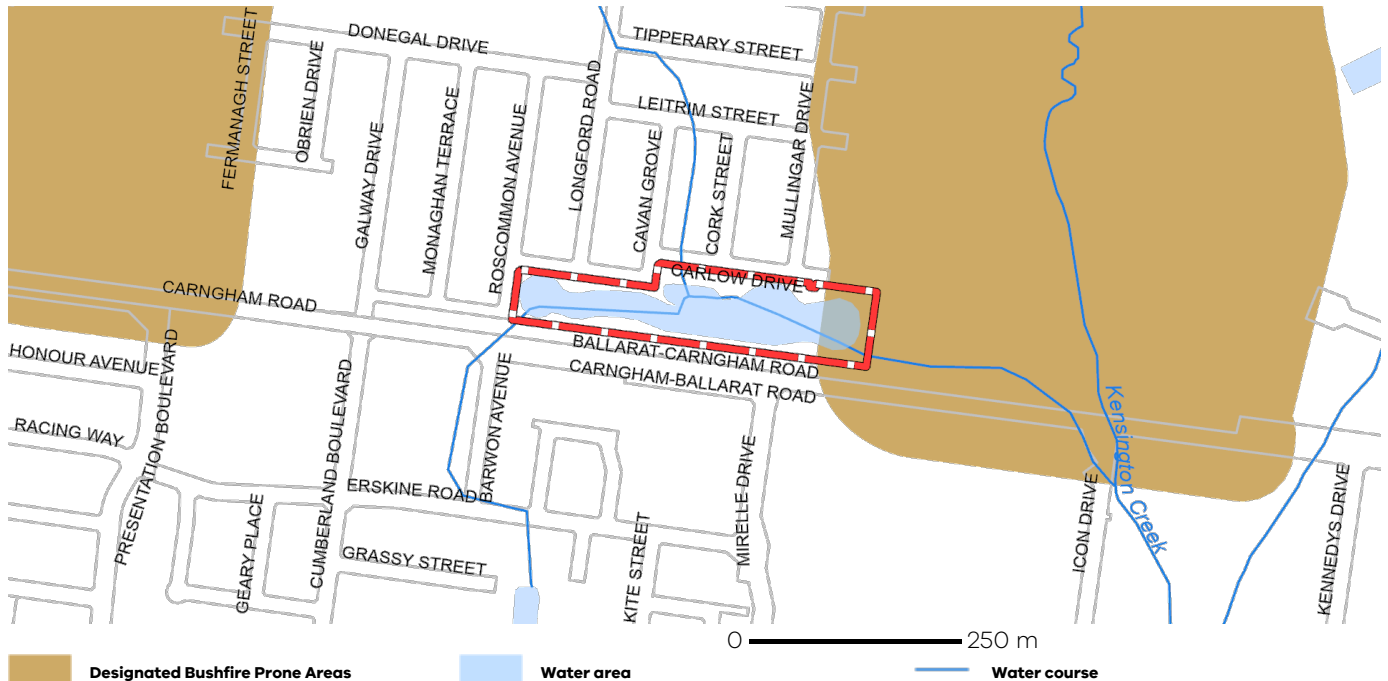 DONEGAL DRIVE
TIPPERARY STREET
FERMANAGH STREET
OBRIEN DRIVE
LONGFORD ROAD
LEITRIM STREET
MULLINGAR DRIVE
GALWAY DRIVE
MONAGHAN TERRACE
ROSCOMMON AVENUE
CAVAN GROVE
CORK STREET
CARLOW DRIVE
CARNGHAM ROAD
BALLARAT-CARNGHAM ROAD
CARNGHAM-BALLARAT ROAD
HONOUR AVENUE
PRESENTATION BOULEVARD
CUMBERLAND BOULEVARD
BARWON AVENUE
RACING WAY
ERSKINE ROAD
MIRELLE DRIVE
Kensington Creek
ICON DRIVE
KENNEDYS DRIVE
GEARY PLACE
GRASSY STREET
KITE STREET
0 250 m
Designated Bushfire Prone Areas Water area Water course